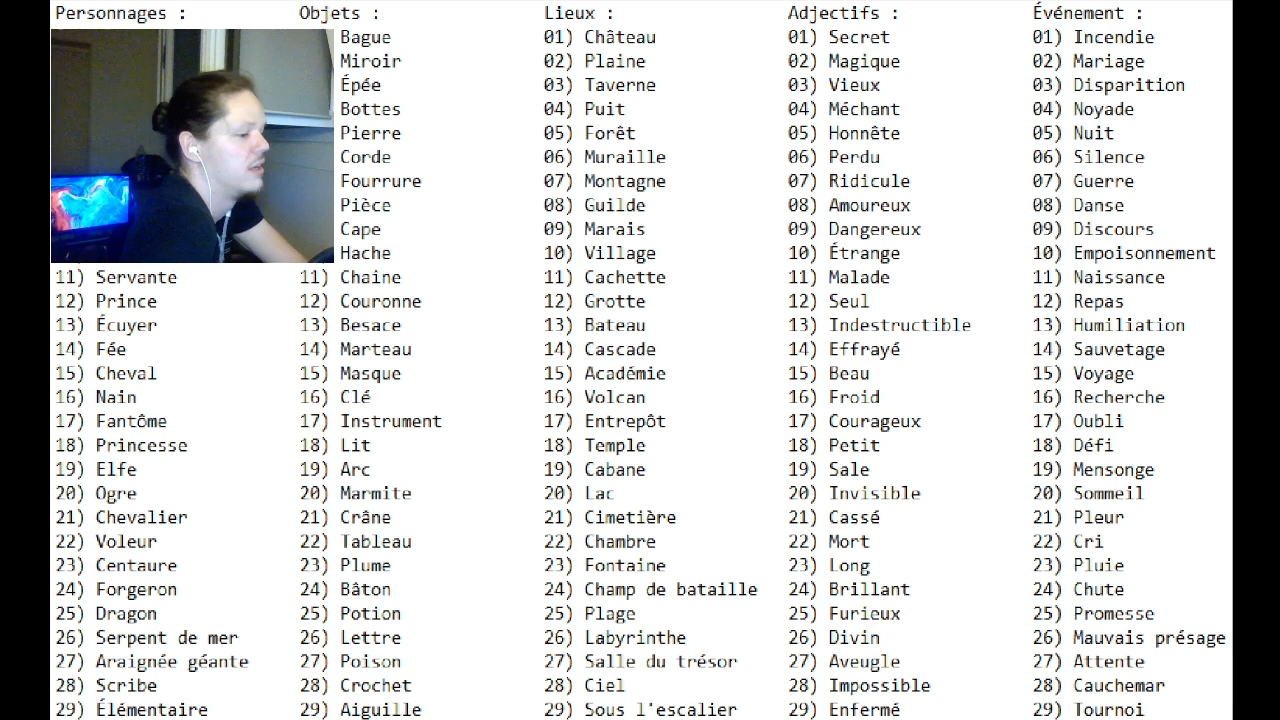 Personnages : Objets : Lieux : Adjectifs : Événement :
Bague 01) Château 01) Secret 01) Incendie
Miroir 02) Plaine 02) Magique 02) Mariage
Épée 03) Taverne 03) Vieux 03) Disparition
Bottes 04) Puit 04) Méchant 04) Noyade
Pierre 05) Forêt 05) Honnête 05) Nuit
Corde 06) Muraille 06) Perdu 06) Silence
Fourrure 07) Montagne 07) Ridicule 07) Guerre
Pièce 08) Guilde 08) Amoureux 08) Danse
Cape 09) Marais 09) Dangereux 09) Discours
Hache 10) Village 10) Étrange 10) Empoisonnement
11) Servante 11) Chaine 11) Cachette 11) Malade 11) Naissance
12) Prince 12) Couronne 12) Grotte 12) Seul 12) Repas
13) Écuyer 13) Besace 13) Bateau 13) Indestructible 13) Humiliation
14) Fée 14) Marteau 14) Cascade 14) Effrayé 14) Sauvetage
15) Cheval 15) Masque 15) Académie 15) Beau 15) Voyage
16) Nain 16) Clé 16) Volcan 16) Froid 16) Recherche
17) Fantôme 17) Instrument 17) Entrepôt 17) Courageux 17) Oubli
18) Princesse 18) Lit 18) Temple 18) Petit 18) Défi
19) Elfe 19) Arc 19) Cabane 19) Sale 19) Mensonge
20) Ogre 20) Marmite 20) Lac 20) Invisible 20) Sommeil
21) Chevalier 21) Crâne 21) Cimetière 21) Cassé 21) Pleur
22) Voleur 22) Tableau 22) Chambre 22) Mort 22) Cri
23) Centaure 23) Plume 23) Fontaine 23) Long 23) Pluie
24) Forgeron 24) Bâton 24) Champ de bataille 24) Brillant 24) Chute
25) Dragon 25) Potion 25) Plage 25) Furieux 25) Promesse
26) Serpent de mer 26) Lettre 26) Labyrinthe 26) Divin 26) Mauvais présage
27) Araignée géante 27) Poison 27) Salle du trésor 27) Aveugle 27) Attente
28) Scribe 28) Crochet 28) Ciel 28) Impossible 28) Cauchemar
29) Élémentaire 29) Aiguille 29) Sous l'escalier 29) Enfermé 29) Tournoi